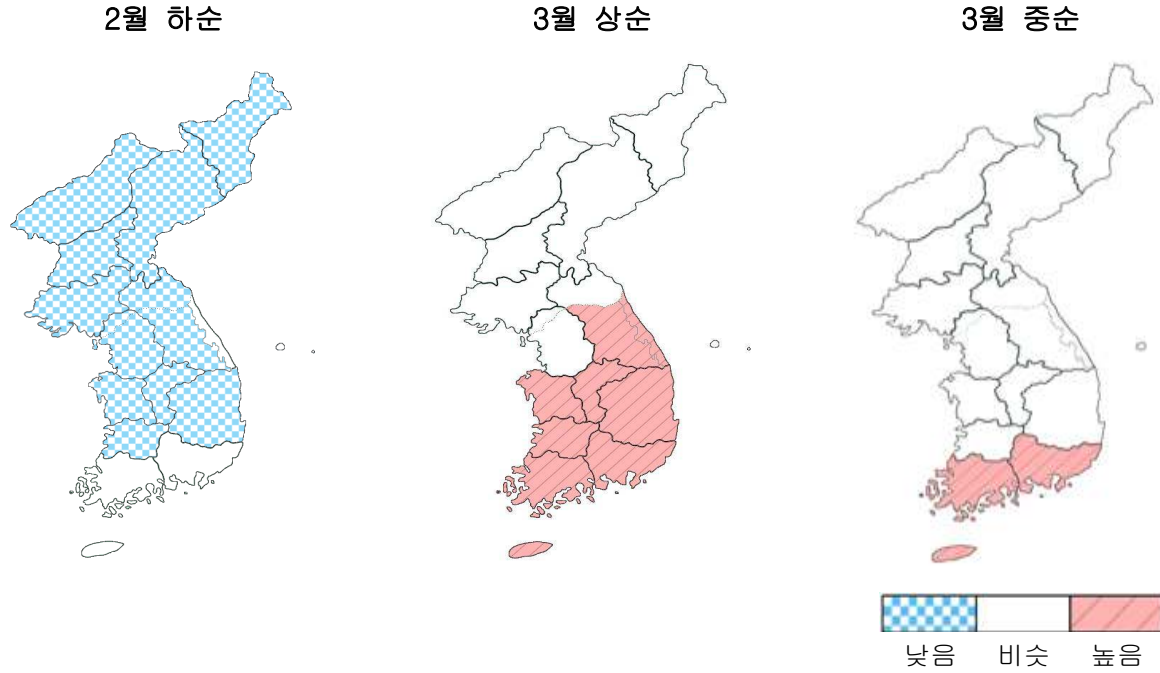 2월 하순
3월 상순
3월 중순
낮음
비슷
높음